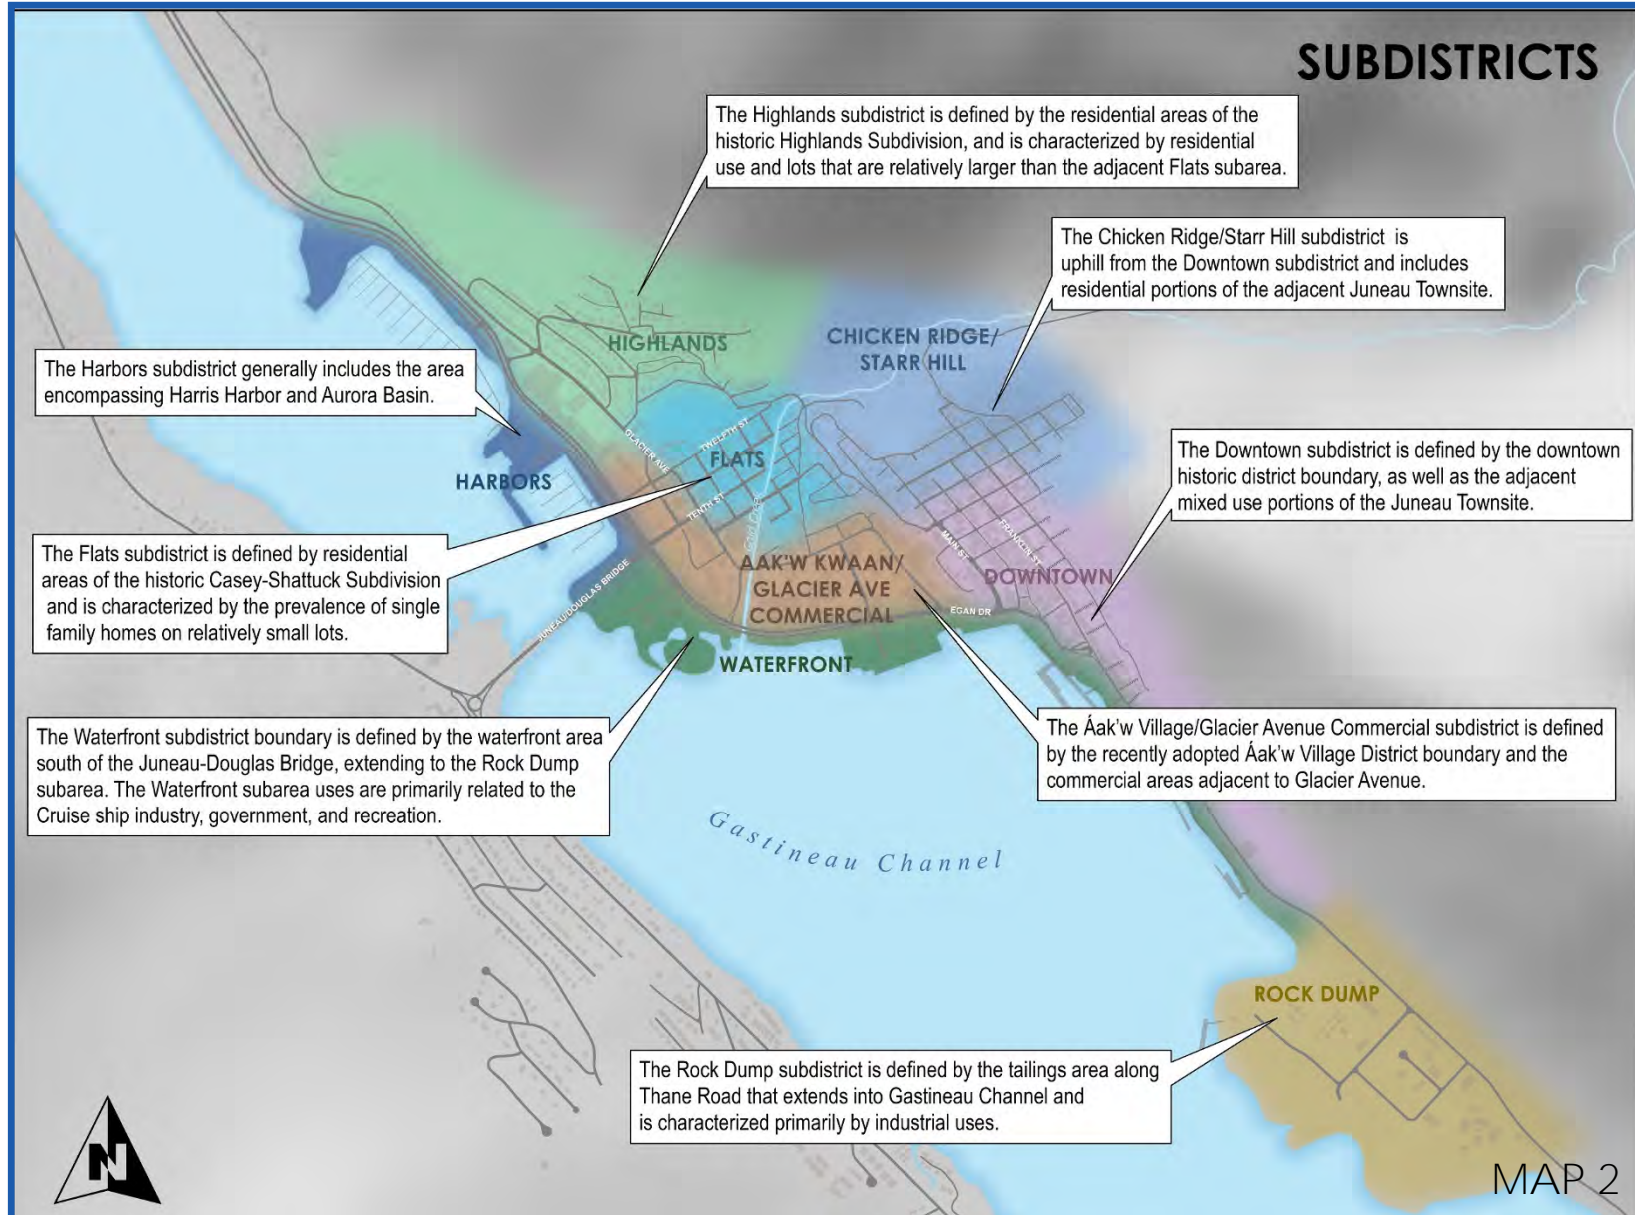 SUBDISTRICTS
The Highlands subdistrict is defined by the residential areas of the
historic Highlands Subdivision, and is characterized by residential
use and lots that are relatively larger than the adjacent Flats subarea.
The Chicken Ridge/Starr Hill subdistrict is
uphill from the Downtown subdistrict and includes
residential portions of the adjacent Juneau Townsite.
HIGHLANDS
CHICKEN RIDGE/
STARR HILL
The Harbors subdistrict generally includes the area
encompassing Harris Harbor and Aurora Basin.
GLACIER AVE
TWELFTH ST
FLATS
HARBORS
TENTH ST
The Downtown subdistrict is defined by the downtown
historic district boundary, as well as the adjacent
mixed use portions of the Juneau Townsite.
The Flats subdistrict is defined by residential
areas of the historic Casey-Shattuck Subdivision
and is characterized by the prevalence of single
family homes on relatively small lots.
MAIN ST
FRANKLIN ST
AAK'W KWAAN/
GLACIER AVE
COMMERCIAL
DOWNTOWN
JUNEAU/DOUGLAS BRIDGE
EGAN DR
WATERFRONT
The Waterfront subdistrict boundary is defined by the waterfront area
south of the Juneau-Douglas Bridge, extending to the Rock Dump
subarea. The Waterfront subarea uses are primarily related to the
Cruise ship industry, government, and recreation.
The Áak'w Village/Glacier Avenue Commercial subdistrict is defined
by the recently adopted Áak'w Village District boundary and the
commercial areas adjacent to Glacier Avenue.
Gastineau Channel
ROCK DUMP
The Rock Dump subdistrict is defined by the tailings area along
Thane Road that extends into Gastineau Channel and
is characterized primarily by industrial uses.
N
MAP 2